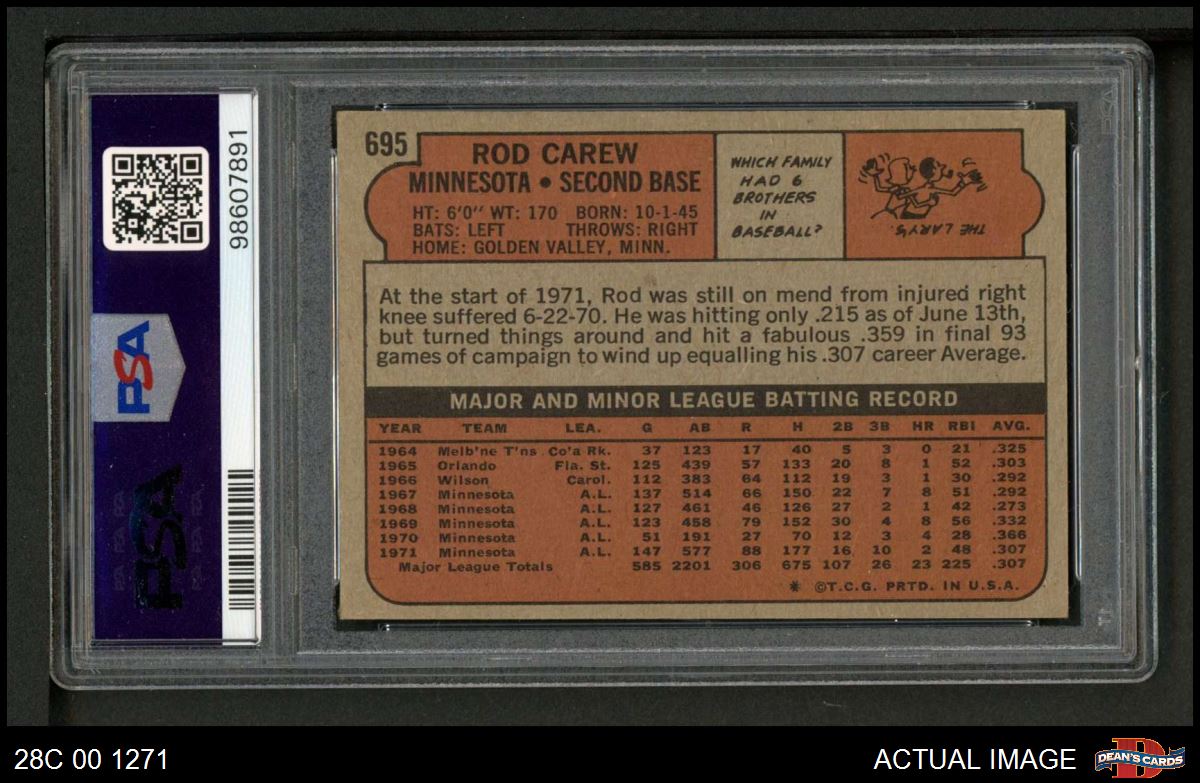 98607891
PSA
PSA
PSA PSA PSA
PSA PSA PSA
695
ROD CAREW
MINNESOTA • SECOND BASE
HT: 6'0" WT: 170 BORN: 10-1-45
BATS: LEFT THROWS: RIGHT
HOME: GOLDEN VALLEY, MINN.
WHICH FAMILY
HAD 6
BROTHERS
IN
BASEBALL?
THE LARY'S.
At the start of 1971, Rod was still on mend from injured right
knee suffered 6-22-70. He was hitting only .215 as of June 13th,
but turned things around and hit a fabulous .359 in final 93
games of campaign to wind up equalling his .307 career Average.
MAJOR AND MINOR LEAGUE BATTING RECORD
YEAR TEAM LEA. G AB R H 2B 3B HR RBI AVG.
1964 Melb'ne T'ns Co'a Rk. 37 123 17 40 5 3 0 21 .325
1965 Orlando Fla. St. 125 439 57 133 20 8 1 52 .303
1966 Wilson Carol. 112 383 64 112 19 3 1 30 .292
1967 Minnesota A.L. 137 514 66 150 22 7 8 51 .292
1968 Minnesota A.L. 127 461 46 126 27 2 1 42 .273
1969 Minnesota A.L. 123 458 79 152 30 4 8 56 .332
1970 Minnesota A.L. 51 191 27 70 12 3 4 28 .366
1971 Minnesota A.L. 147 577 88 177 16 10 2 48 .307
Major League Totals 585 2201 306 675 107 26 23 225 .307
* ©T.C.G. PRTD. IN U.S.A.
28C 00 1271
ACTUAL IMAGE
D
DEAN'S CARDS